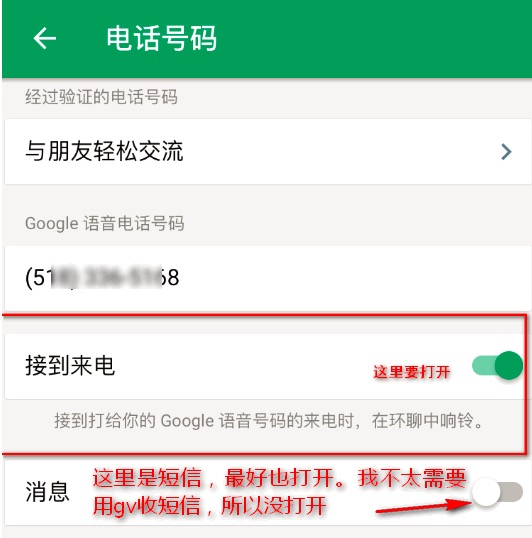 电话号码
经过验证的电话号码
与朋友轻松交流
Google 语音电话号码
(51 68
接到来电
这里要打开
接到打给你的 Google 语音号码的来电时，在环聊中响铃。
消息
这里是短信，最好也打开。我不太需要
用gv收短信，所以没打开